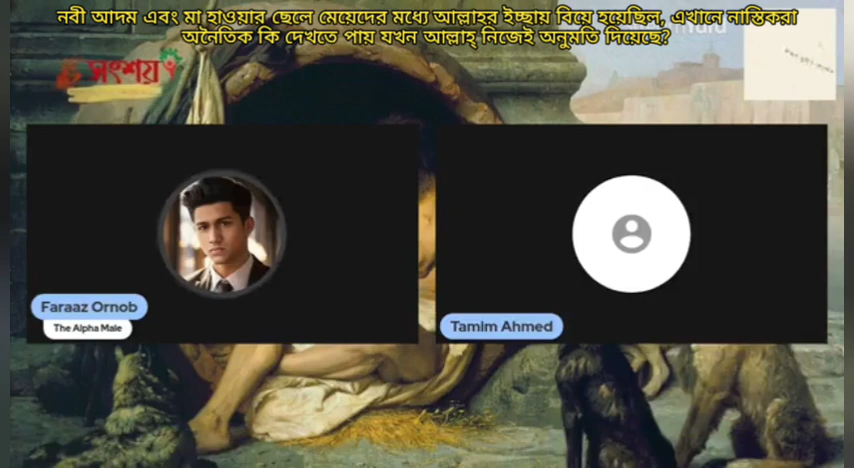 নবী আদম এবং মা হাওয়ার ছেলে মেয়েদের মধ্যে আল্লাহর ইচ্ছায় বিয়ে হয়েছিল, এখানে নাস্তিকরা
অনৈতিক কি দেখতে পায় যখন আল্লাহ্ নিজেই অনুমতি দিয়েছে?
সংশয়
Faraaz Ornob
The Alpha Male
Tamim Ahmed